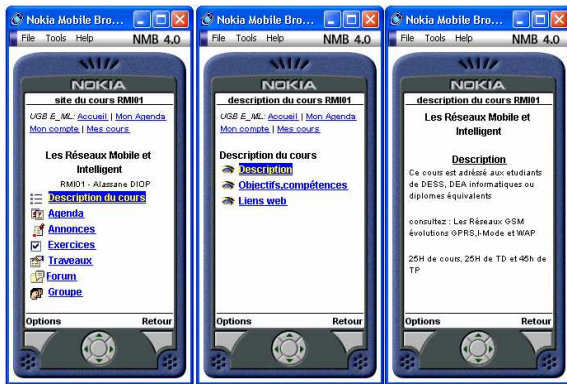 Nokia Mobile Bro...
File Tools Help NMB 4.0
NOKIA
site du cours RMI01
UGB E_ML: Accueil | Mon Agenda
Mon compte | Mes cours
Les Réseaux Mobile et
Intelligent
RMI01 - Alassane DIOP
Description du cours
Agenda
Annonces
Exercices
Traveaux
Forum
Groupe
Options Retour
Nokia Mobile Bro...
File Tools Help NMB 4.0
NOKIA
description du cours RMI01
UGB E_ML: Accueil | Mon Agenda
Mon compte | Mes cours
Description du cours
Description
Objectifs,compétences
Liens web
Options Retour
Nokia Mobile Bro...
File Tools Help NMB 4.0
NOKIA
description du cours RMI01
Les Réseaux Mobile et
Intelligent
Description
Ce cours est adréssé aux etudiants
de DESS, DEA informatiques ou
diplomes équivalents
consultez : Les Réseaux GSM
évolutions GPRS,I-Mode et WAP
25H de cours, 25H de TD et 45h de
TP
Options Retour